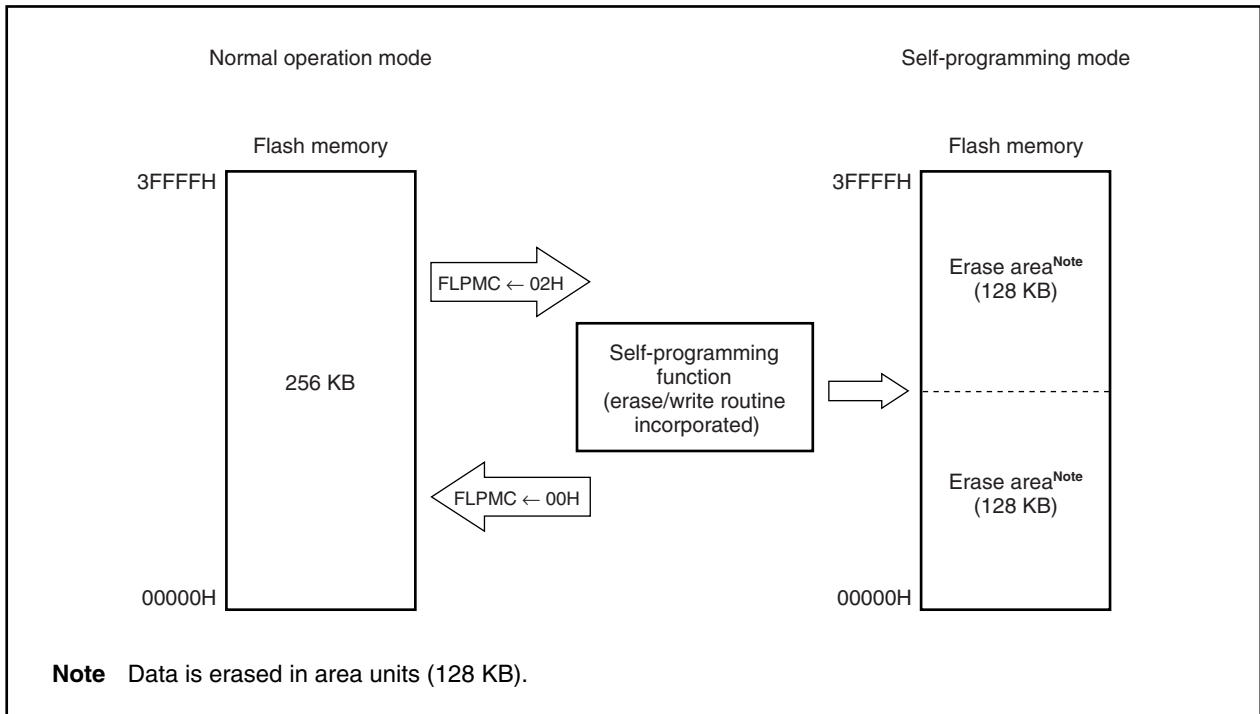 Normal operation mode
Self-programming mode
Flash memory
Flash memory
3FFFFH
3FFFFH
Erase areaNote
(128 KB)
FLPMC ← 02H
Self-programming
function
(erase/write routine
incorporated)
256 KB
FLPMC ← 00H
Erase areaNote
(128 KB)
00000H
00000H
Note Data is erased in area units (128 KB).